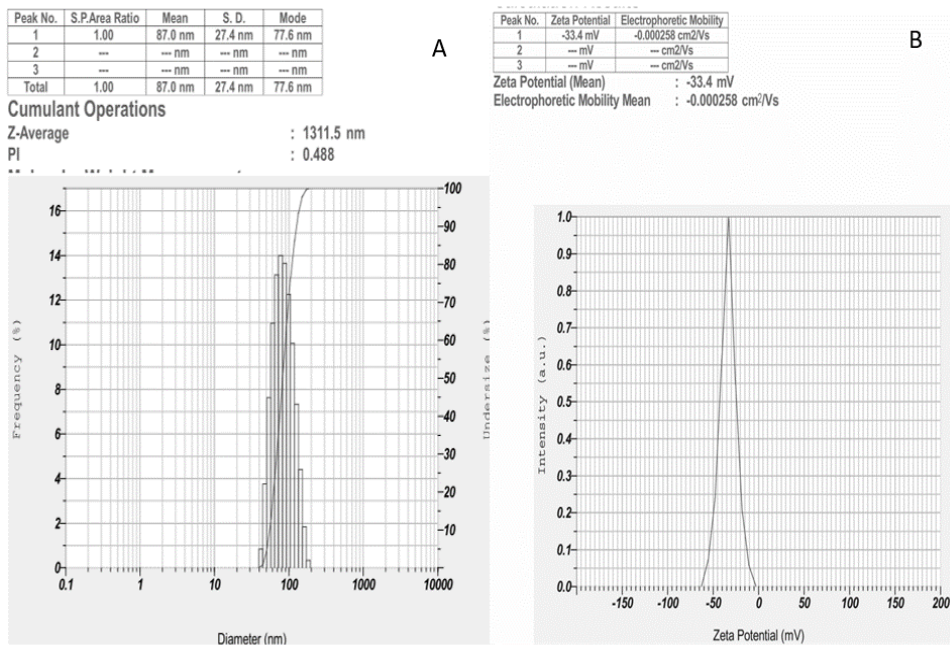 Peak No. S.P.Area Ratio Mean S. D. Mode
1 1.00 87.0 nm 27.4 nm 77.6 nm
2 --- --- nm --- nm --- nm
3 --- --- nm --- nm --- nm
Total 1.00 87.0 nm 27.4 nm 77.6 nm
A
Cumulant Operations
Z-Average : 1311.5 nm
PI : 0.488
16
14
12
10
8
6
4
2
0
Frequency (%)
100
90
80
70
60
50
40
30
20
10
Undersize (%)
0.1 1 10 100 1000 10000
Diameter (nm)
Peak No. Zeta Potential Electrophoretic Mobility
1 -33.4 mV -0.000258 cm2/Vs
2 --- mV --- cm2/Vs
3 --- mV --- cm2/Vs
B
Zeta Potential (Mean) : -33.4 mV
Electrophoretic Mobility Mean : -0.000258 cm²/Vs
1.0
0.9
0.8
0.7
0.6
0.5
0.4
0.3
0.2
0.1
0.0
Intensity (a.u.)
-150 -100 -50 0 50 100 150 200
Zeta Potential (mV)